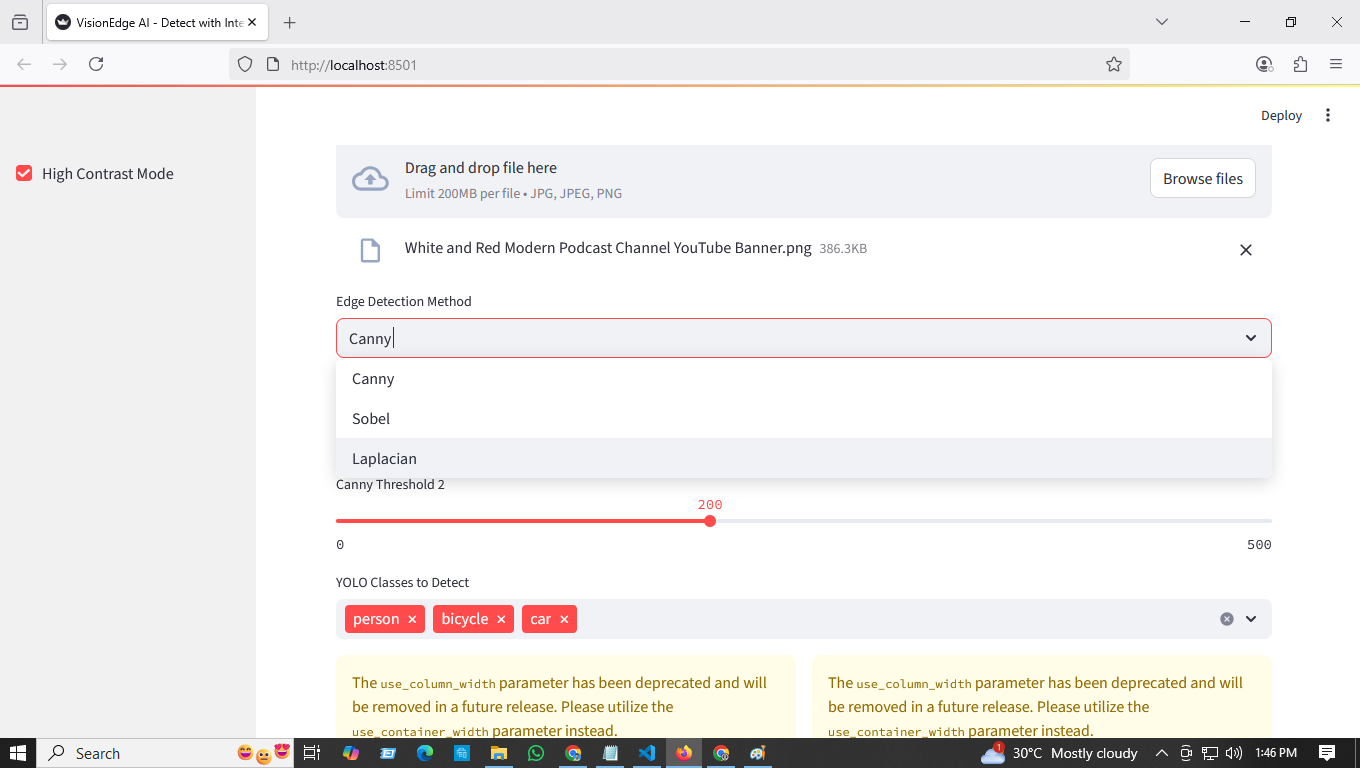 VisionEdge AI - Detect with Inte
http://localhost:8501
Deploy
High Contrast Mode
Drag and drop file here
Limit 200MB per file • JPG, JPEG, PNG
Browse files
White and Red Modern Podcast Channel YouTube Banner.png 386.3KB
Edge Detection Method
Canny
Canny
Sobel
Laplacian
Canny Threshold 2
200
0
500
YOLO Classes to Detect
person
bicycle
car
The use_column_width parameter has been deprecated and will
be removed in a future release. Please utilize the
use_container_width parameter instead.
The use_column_width parameter has been deprecated and will
be removed in a future release. Please utilize the
use_container_width parameter instead.
Search
1
30°C Mostly cloudy
1:46 PM